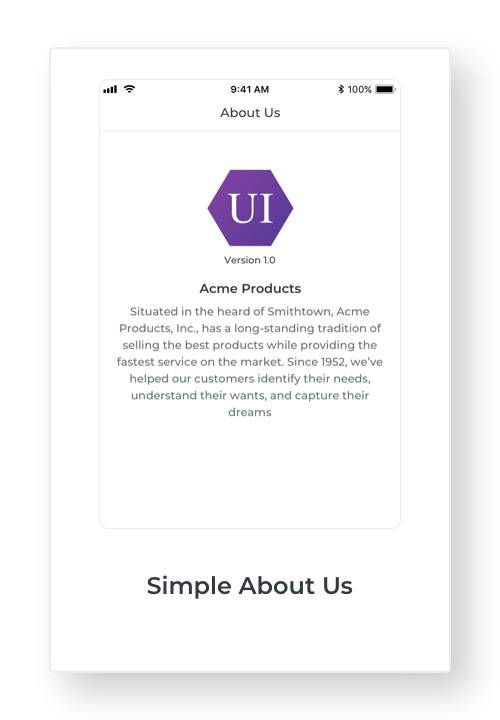 9:41 AM
100%
About Us
UI
Version 1.0
Acme Products
Situated in the heard of Smithtown, Acme
Products, Inc., has a long-standing tradition of
selling the best products while providing the
fastest service on the market. Since 1952, we've
helped our customers identify their needs,
understand their wants, and capture their
dreams
Simple About Us